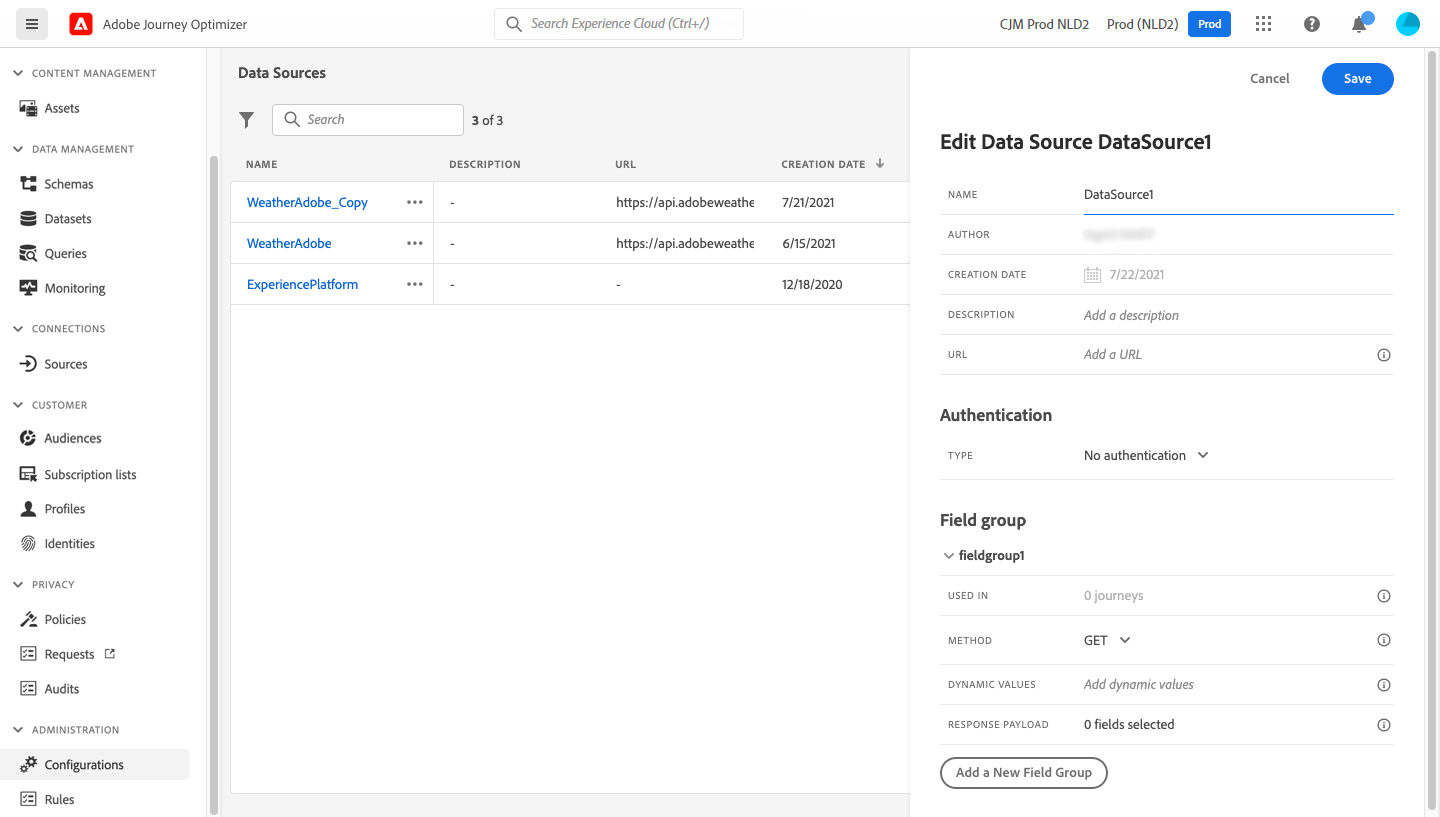 Adobe Journey Optimizer
Search Experience Cloud (Ctrl+/)
CJM Prod NLD2 Prod (NLD2) Prod
CONTENT MANAGEMENT
Assets
DATA MANAGEMENT
Schemas
Datasets
Queries
Monitoring
CONNECTIONS
Sources
CUSTOMER
Audiences
Subscription lists
Profiles
Identities
PRIVACY
Policies
Requests
Audits
ADMINISTRATION
Configurations
Rules
Data Sources
Search 3 of 3
NAME DESCRIPTION URL CREATION DATE
WeatherAdobe_Copy ••• - https://api.adobeweathe 7/21/2021
WeatherAdobe ••• - https://api.adobeweathe 6/15/2021
ExperiencePlatform ••• - - 12/18/2020
Cancel Save
Edit Data Source DataSource1
NAME DataSource1
AUTHOR
CREATION DATE 7/22/2021
DESCRIPTION Add a description
URL Add a URL
Authentication
TYPE No authentication
Field group
fieldgroup1
USED IN 0 journeys
METHOD GET
DYNAMIC VALUES Add dynamic values
RESPONSE PAYLOAD 0 fields selected
Add a New Field Group